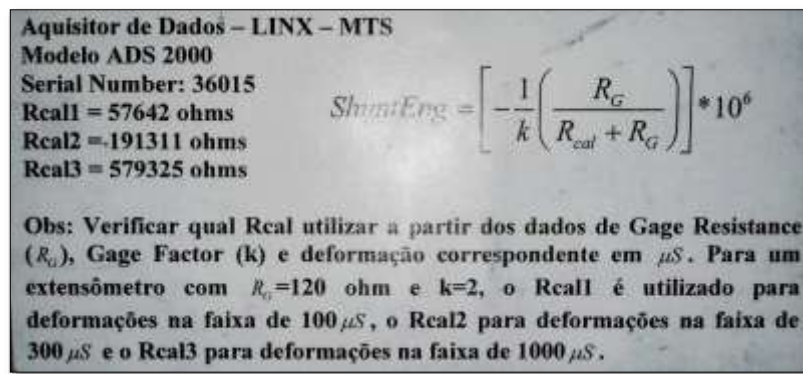 Aquisitor de Dados – LINX – MTS
Modelo ADS 2000
Serial Number: 36015
Rcal1 = 57642 ohms
Rcal2 = 191311 ohms
Rcal3 = 579325 ohms
ShuntEng = [ -1/k ( R_G / (R_cal + R_G) ) ] * 10^6
Obs: Verificar qual Rcal utilizar a partir dos dados de Gage Resistance
(R_G), Gage Factor (k) e deformação correspondente em μS. Para um
extensômetro com R_G=120 ohm e k=2, o Rcal1 é utilizado para
deformações na faixa de 100 μS, o Rcal2 para deformações na faixa de
300 μS e o Rcal3 para deformações na faixa de 1000 μS.